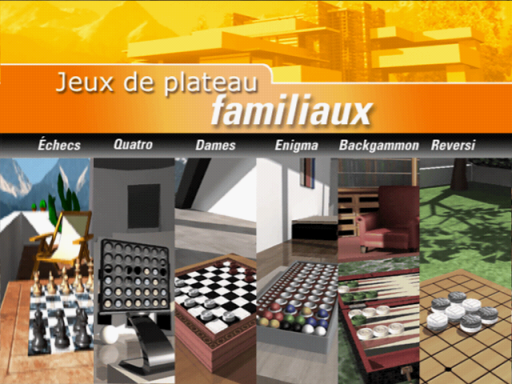 Jeux de plateau
familiaux
Échecs Quatro Dames Enigma Backgammon Reversi